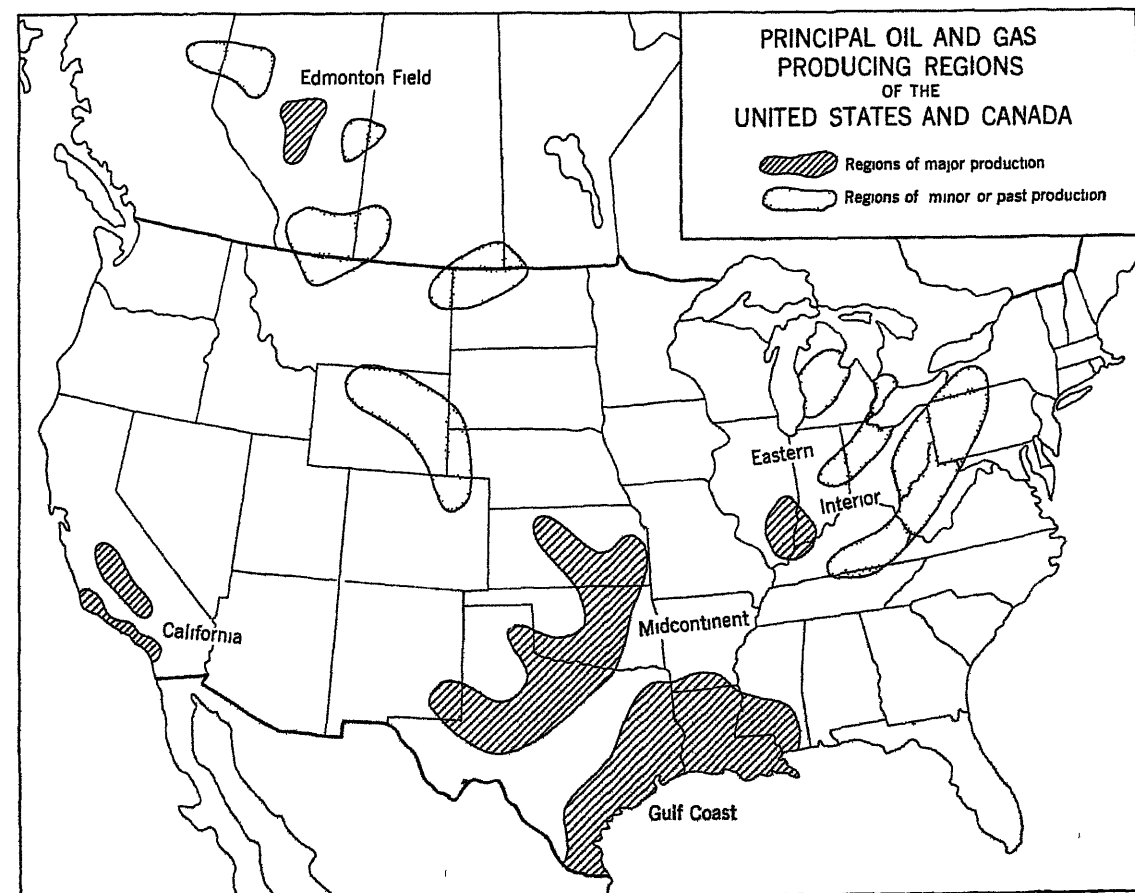 PRINCIPAL OIL AND GAS
PRODUCING REGIONS
OF THE
UNITED STATES AND CANADA
Regions of major production
Regions of minor or past production
Edmonton Field
Eastern
Interior
California
Midcontinent
Gulf Coast